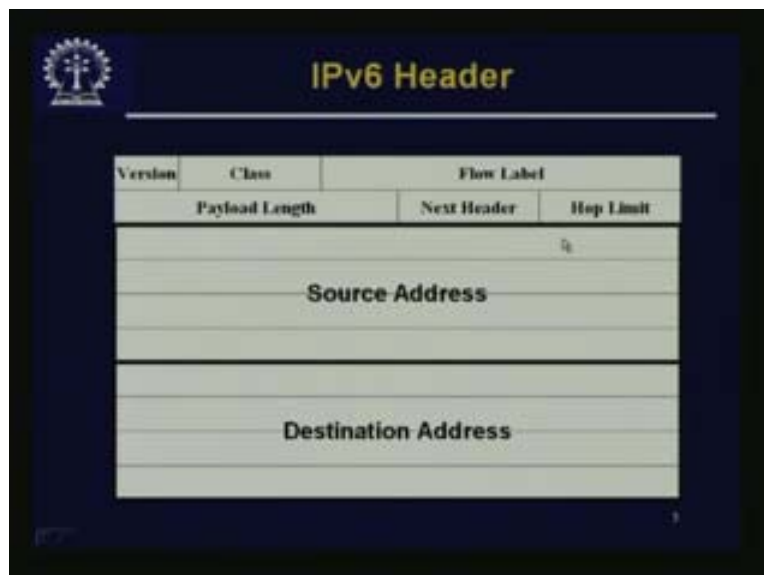 IPv6 Header
Version Class Flow Label
Payload Length Next Header Hop Limit
Source Address
Destination Address